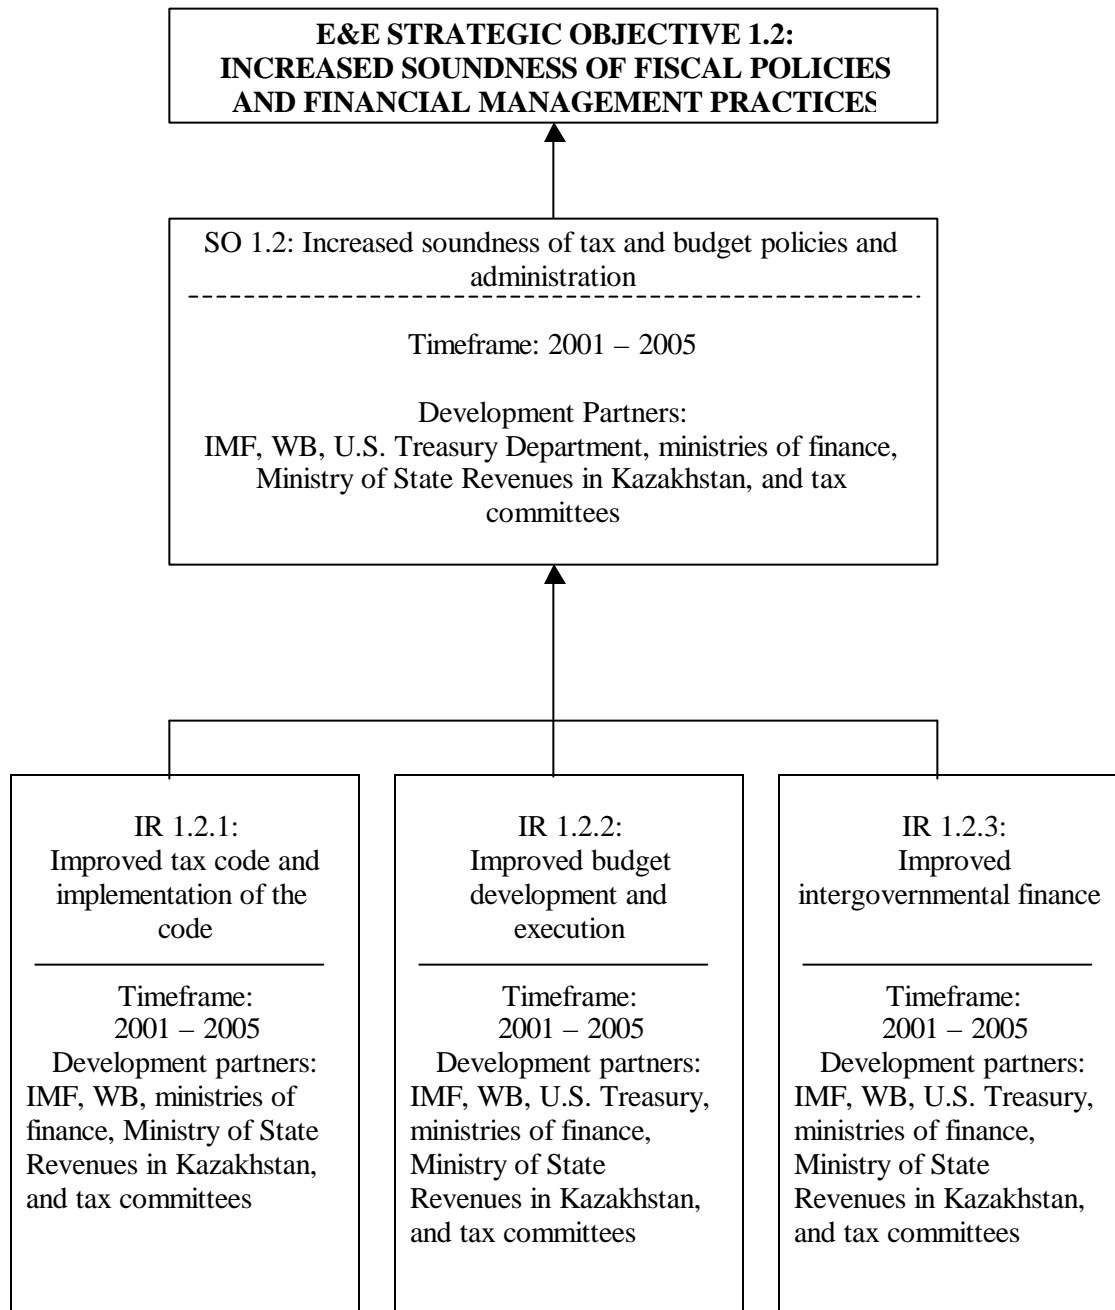 E&E STRATEGIC OBJECTIVE 1.2:
INCREASED SOUNDNESS OF FISCAL POLICIES
AND FINANCIAL MANAGEMENT PRACTICES
SO 1.2: Increased soundness of tax and budget policies and
administration
Timeframe: 2001 – 2005
Development Partners:
IMF, WB, U.S. Treasury Department, ministries of finance,
Ministry of State Revenues in Kazakhstan, and tax
committees
IR 1.2.1:
Improved tax code and
implementation of the
code
Timeframe:
2001 – 2005
Development partners:
IMF, WB, ministries of
finance, Ministry of State
Revenues in Kazakhstan,
and tax committees
IR 1.2.2:
Improved budget
development and
execution
Timeframe:
2001 – 2005
Development partners:
IMF, WB, U.S. Treasury,
ministries of finance,
Ministry of State
Revenues in Kazakhstan,
and tax committees
IR 1.2.3:
Improved
intergovernmental finance
Timeframe:
2001 – 2005
Development partners:
IMF, WB, U.S. Treasury,
ministries of finance,
Ministry of State
Revenues in Kazakhstan,
and tax committees